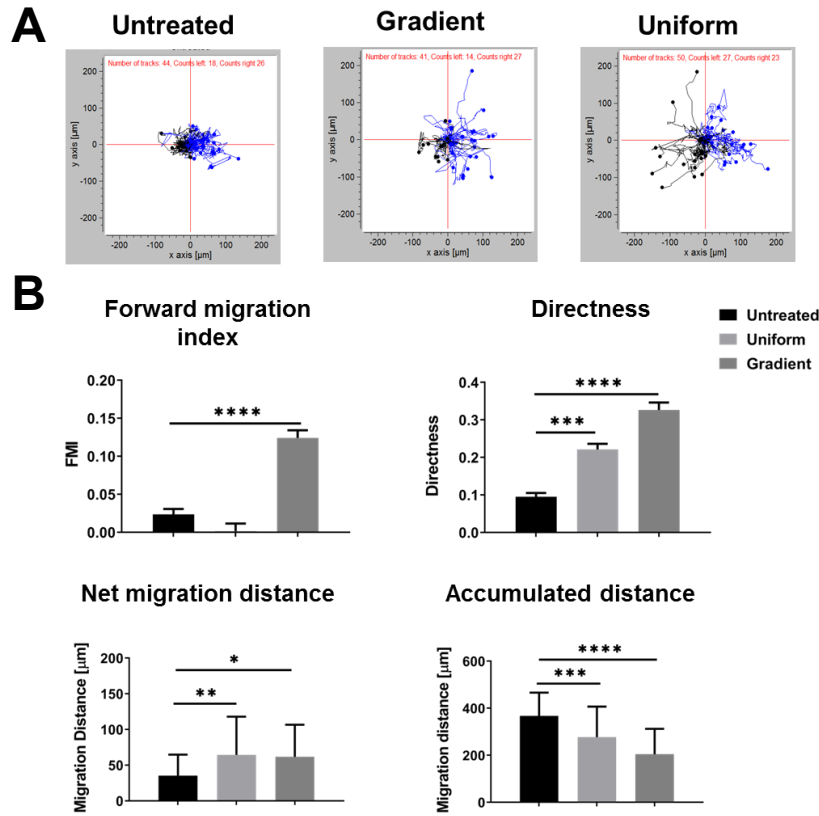 A
Untreated
Gradient
Uniform
Number of tracks: 44, Counts left: 18, Counts right 26
Number of tracks: 41, Counts left: 14, Counts right 27
Number of tracks: 50, Counts left: 27, Counts right 23
y axis [µm]
200
100
0
-100
-200
-200 -100 0 100 200
x axis [µm]
y axis [µm]
200
100
0
-100
-200
-200 -100 0 100 200
x axis [µm]
y axis [µm]
200
100
0
-100
-200
-200 -100 0 100 200
x axis [µm]
B
Forward migration
index
FMI
0.20
0.15
0.10
0.05
0.00
****
Directness
Directness
0.4
0.3
0.2
0.1
0.0
****
***
Untreated
Uniform
Gradient
Net migration distance
Migration Distance [µm]
200
150
100
50
0
*
**
Accumulated distance
Migration distance [µm]
600
400
200
0
****
***